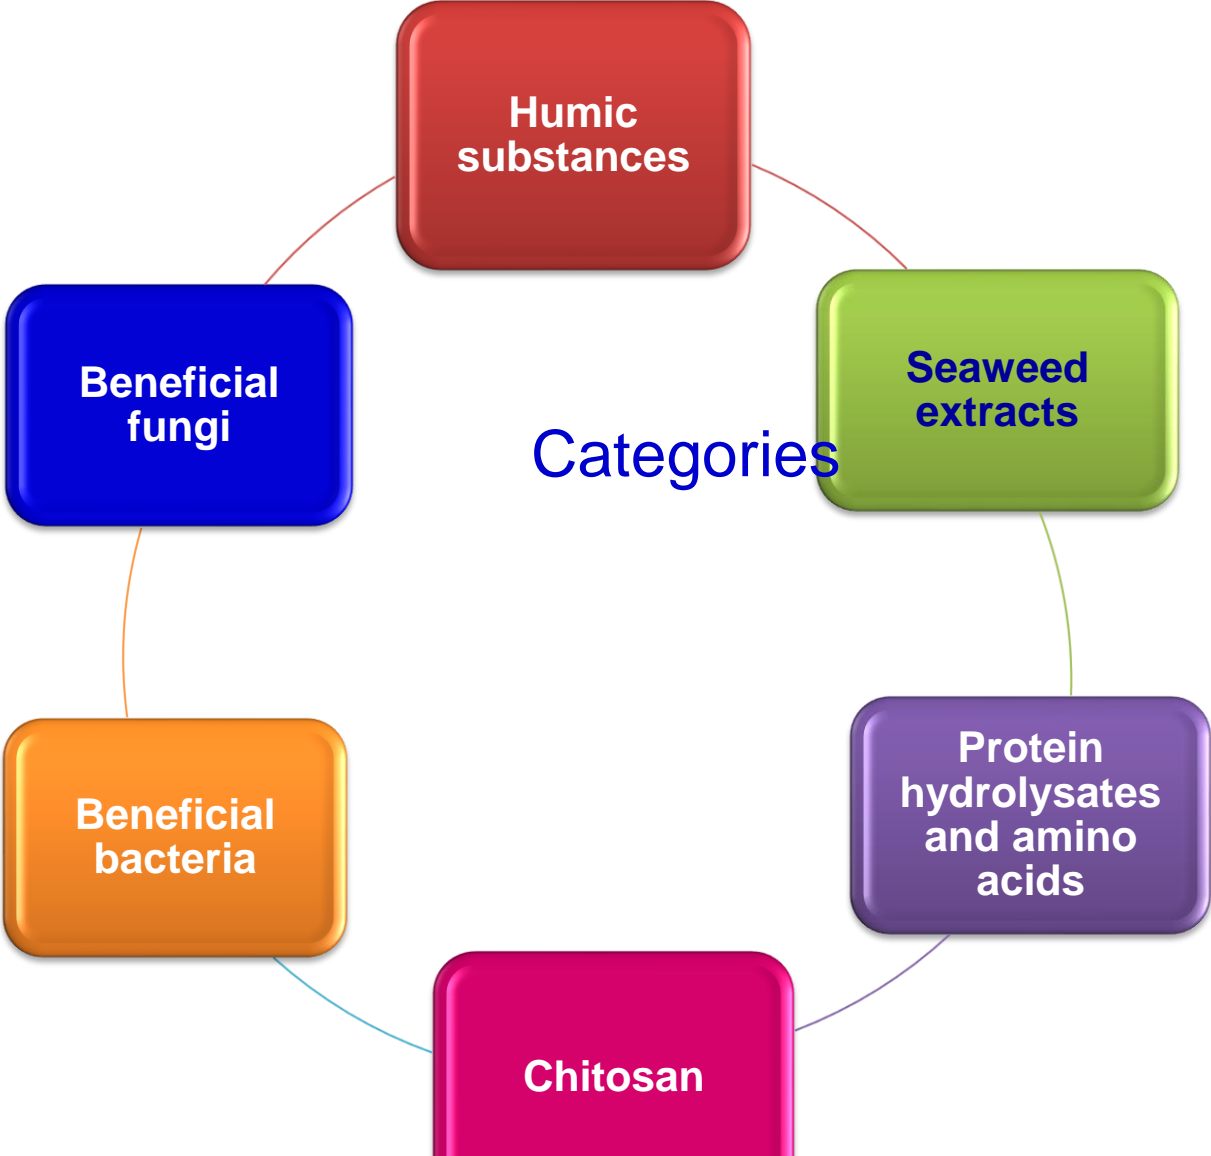 Humic
substances
Seaweed
extracts
Categories
Beneficial
fungi
Protein
hydrolysates
and amino
acids
Beneficial
bacteria
Chitosan